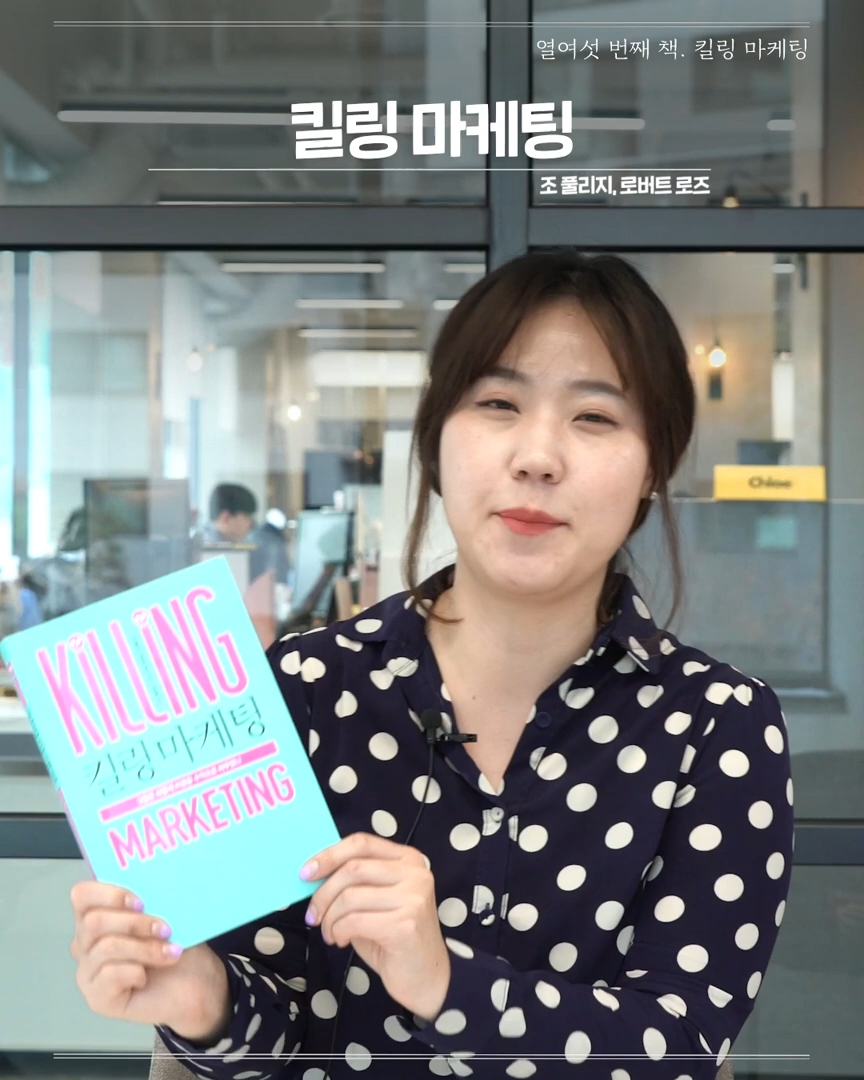 열여섯 번째 책. 킬링 마케팅
킬링 마케팅
조 풀리지, 로버트 로즈
Chloe
KILLING
킬링 마케팅
MARKETING